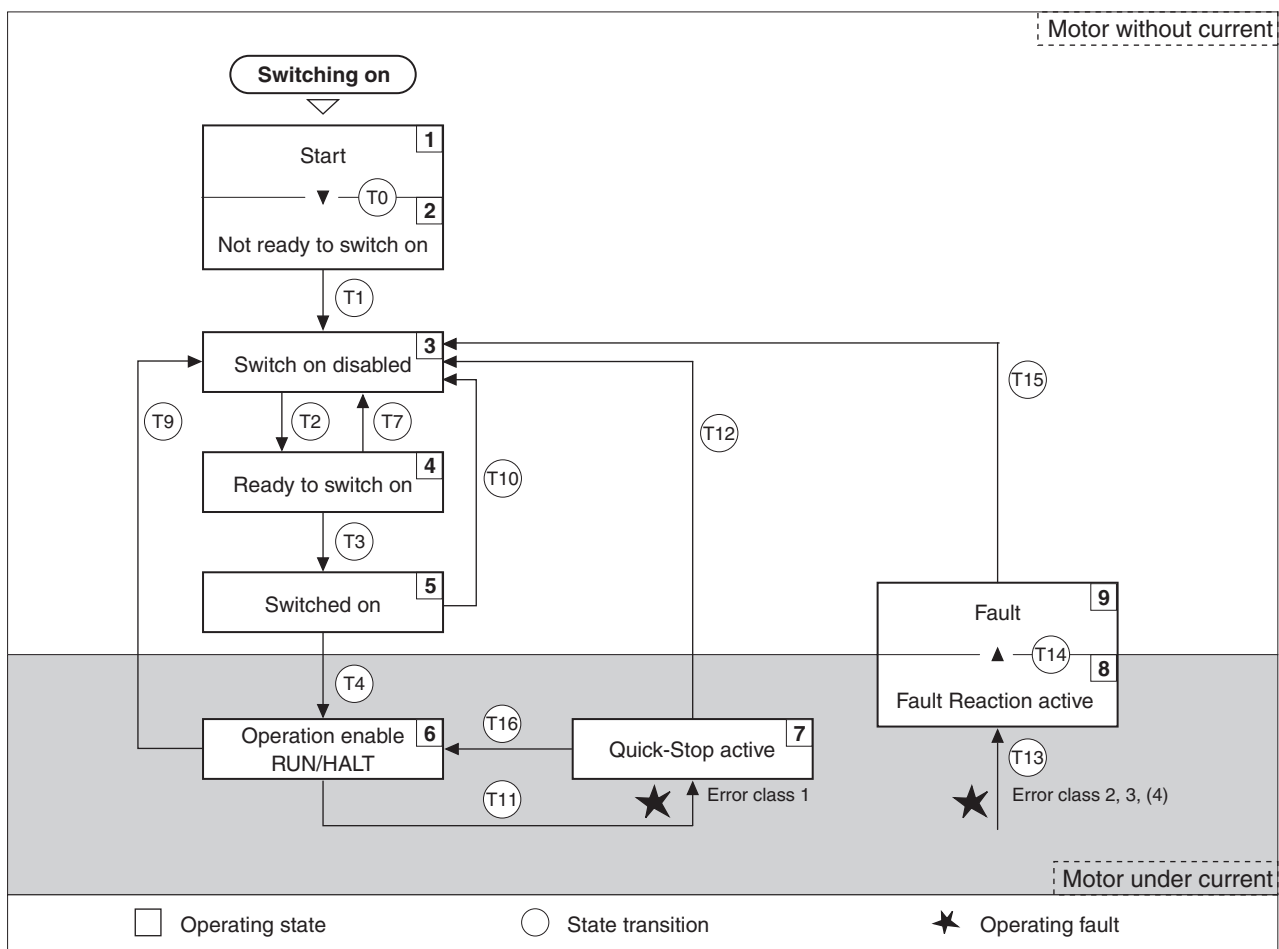 Motor without current
Switching on
1
Start
T0
2
Not ready to switch on
T1
3
Switch on disabled
T15
T9
T2
T7
T12
4
Ready to switch on
T10
T3
5
Switched on
9
Fault
T14
T4
8
Fault Reaction active
Operation enable
RUN/HALT
6
T16
7
Quick-Stop active
T13
T11
Error class 1
Error class 2, 3, (4)
Motor under current
Operating state
State transition
Operating fault